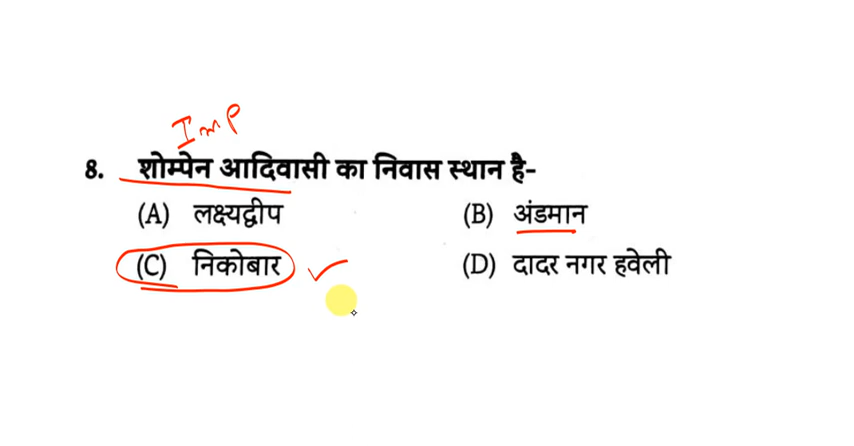 Imp
8. शोम्पेन आदिवासी का निवास स्थान है-
(A) लक्ष्यद्वीप (B) अंडमान
(C) निकोबार (D) दादर नगर हवेली